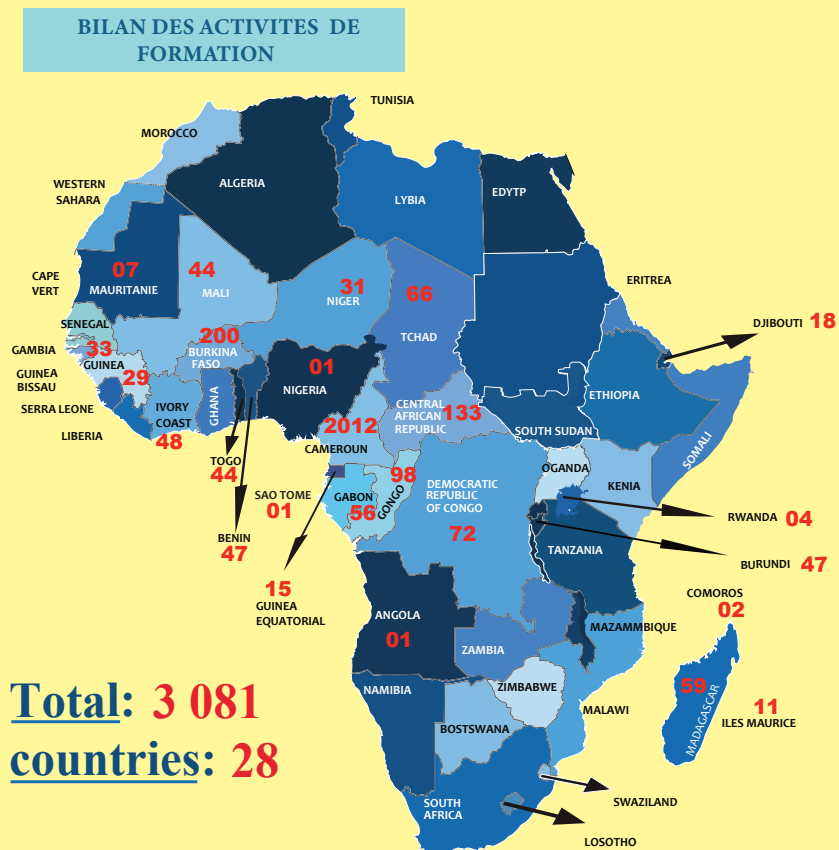 BILAN DES ACTIVITES DE
FORMATION
TUNISIA
MOROCCO
ALGERIA
WESTERN
SAHARA
LYBIA
EDYTP
07
MAURITANIE
44
MALI
31
NIGER
66
TCHAD
CAPE
VERT
ERITREA
DJIBOUTI 18
SENEGAL
GAMBIA
33
GUINEA
GUINEA
BISSAU
29
200
BURKINA
FASO
01
NIGERIA
ETHIOPIA
SERRA LEONE
IVORY
COAST
48
GHANA
CENTRAL
AFRICAN
REPUBLIC
133
2012
CAMEROUN
SOUTH SUDAN
SOMALI
LIBERIA
TOGO
44
SAO TOME
01
GABON
56
98
GONGO
DEMOCRATIC
REPUBLIC
OF CONGO
72
OGANDA
KENIA
RWANDA 04
BENIN
47
TANZANIA
BURUNDI 47
15
GUINEA
EQUATORIAL
COMOROS
02
ANGOLA
01
MAZAMMBIQUE
ZAMBIA
59
MADAGASCAR
11
ILES MAURICE
NAMIBIA
ZIMBABWE
MALAWI
BOSTSWANA
Total: 3 081
countries: 28
SOUTH
AFRICA
SWAZILAND
LOSOTHO